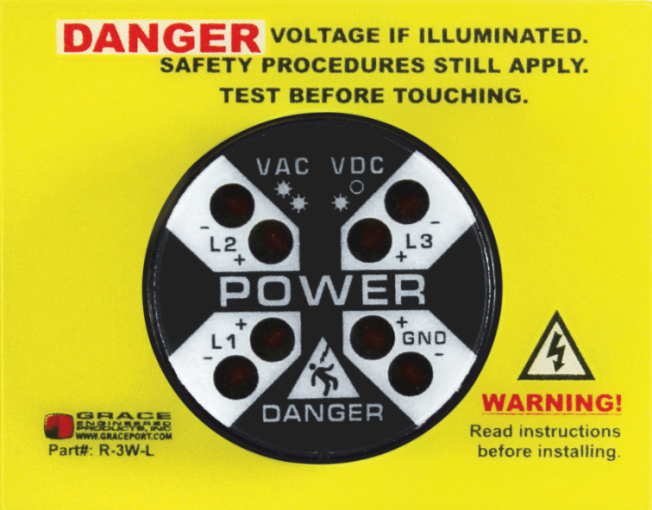 DANGER VOLTAGE IF ILLUMINATED.
SAFETY PROCEDURES STILL APPLY.
TEST BEFORE TOUCHING.
VAC VDC
- L2 +
- L3 +
POWER
+ L1 -
+ GND -
DANGER
GRACE
ENGINEERED
PRODUCTS, INC
WWW.GRACEPORT.COM
Part#: R-3W-L
WARNING!
Read instructions
before installing.